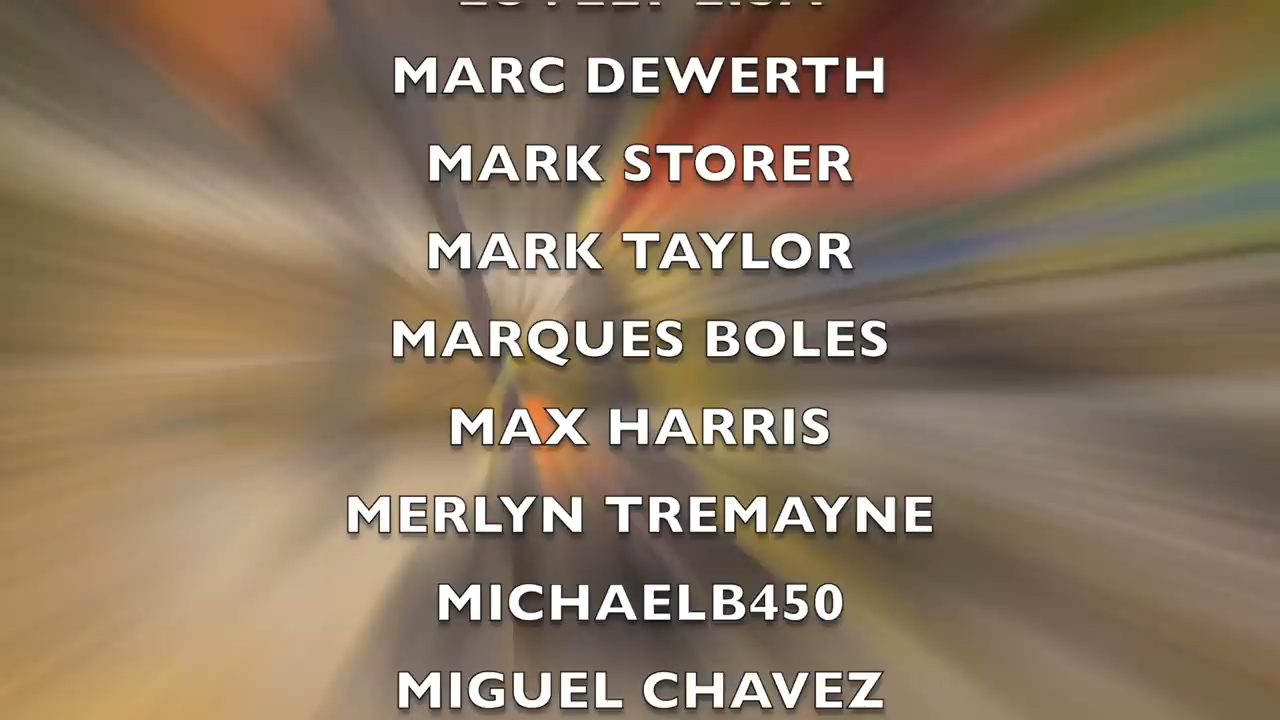 MARC DEWERTH
MARK STORER
MARK TAYLOR
MARQUES BOLES
MAX HARRIS
MERLYN TREMAYNE
MICHAELB450
MIGUEL CHAVEZ